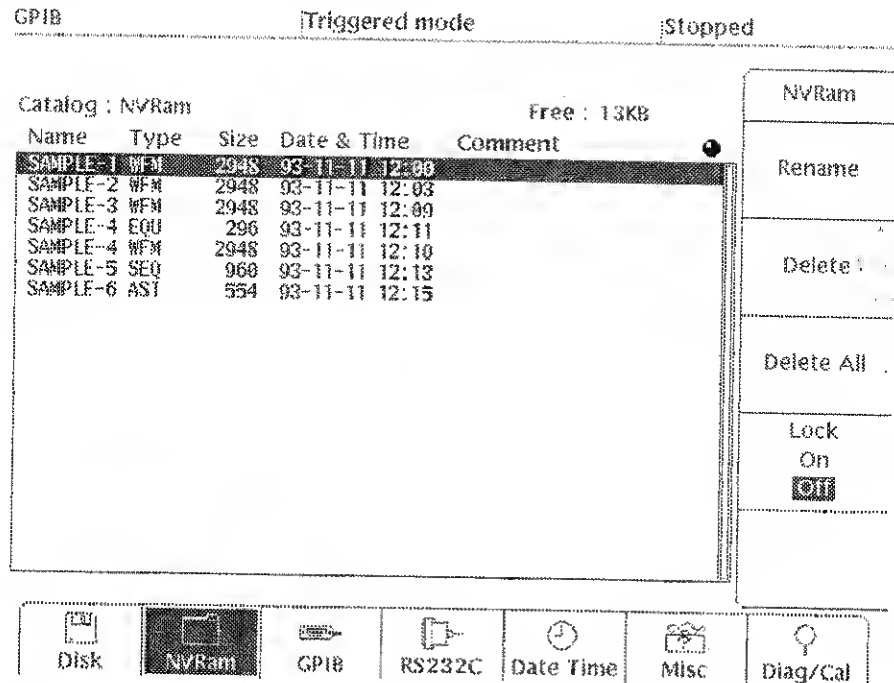 GPIB Triggered mode Stopped
Catalog : NVRam Free : 13KB
Name Type Size Date & Time Comment
SAMPLE-1 WFM 2948 93-11-11 12:00
SAMPLE-2 WFM 2948 93-11-11 12:03
SAMPLE-3 WFM 2948 93-11-11 12:09
SAMPLE-4 EQU 296 93-11-11 12:11
SAMPLE-4 WFM 2948 93-11-11 12:10
SAMPLE-5 SEQ 960 93-11-11 12:13
SAMPLE-6 AST 554 93-11-11 12:15
NVRam
Rename
Delete
Delete All
Lock
On
Off
Disk NVRam GPIB RS232C Date Time Misc Diag/Cal